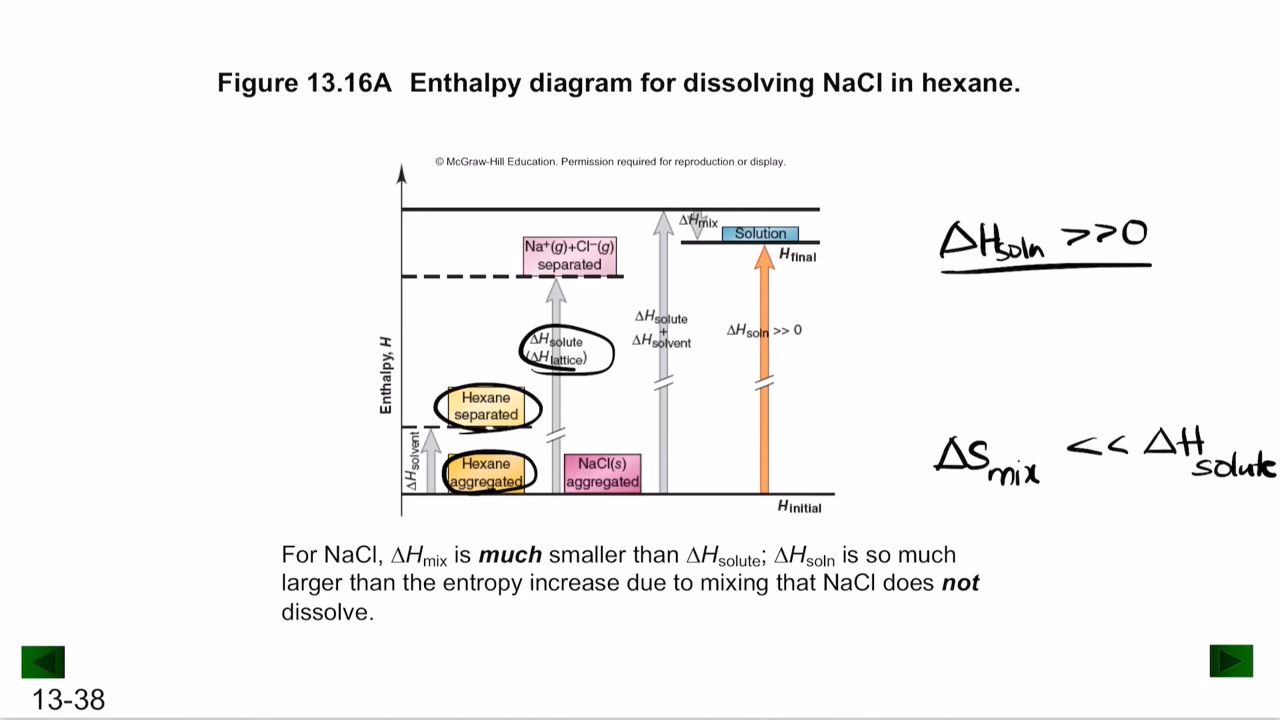 Figure 13.16A Enthalpy diagram for dissolving NaCl in hexane.
© McGraw-Hill Education. Permission required for reproduction or display.
ΔHmix
Solution
Hfinal
Na⁺(g)+Cl⁻(g)
separated
ΔHsoln >>0
ΔHsolute
+
ΔHsolvent
ΔHsoln >> 0
ΔHsolute
(ΔHlattice)
Enthalpy, H
Hexane
separated
ΔHsolvent
Hexane
aggregated
NaCl(s)
aggregated
Hinitial
ΔSmix << ΔHsolute
For NaCl, ΔHmix is much smaller than ΔHsolute; ΔHsoln is so much
larger than the entropy increase due to mixing that NaCl does not
dissolve.
13-38